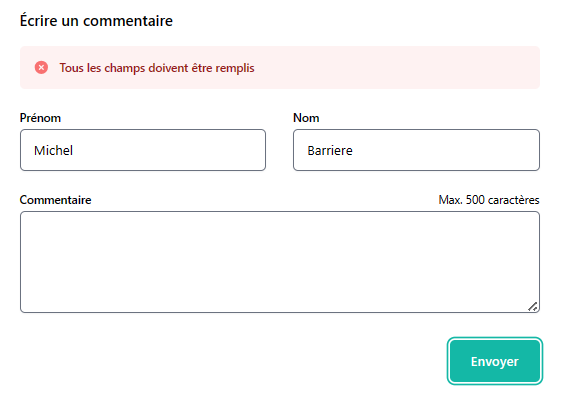 Écrire un commentaire
Tous les champs doivent être remplis
Prénom
Nom
Michel
Barriere
Commentaire
Max. 500 caractères
Envoyer